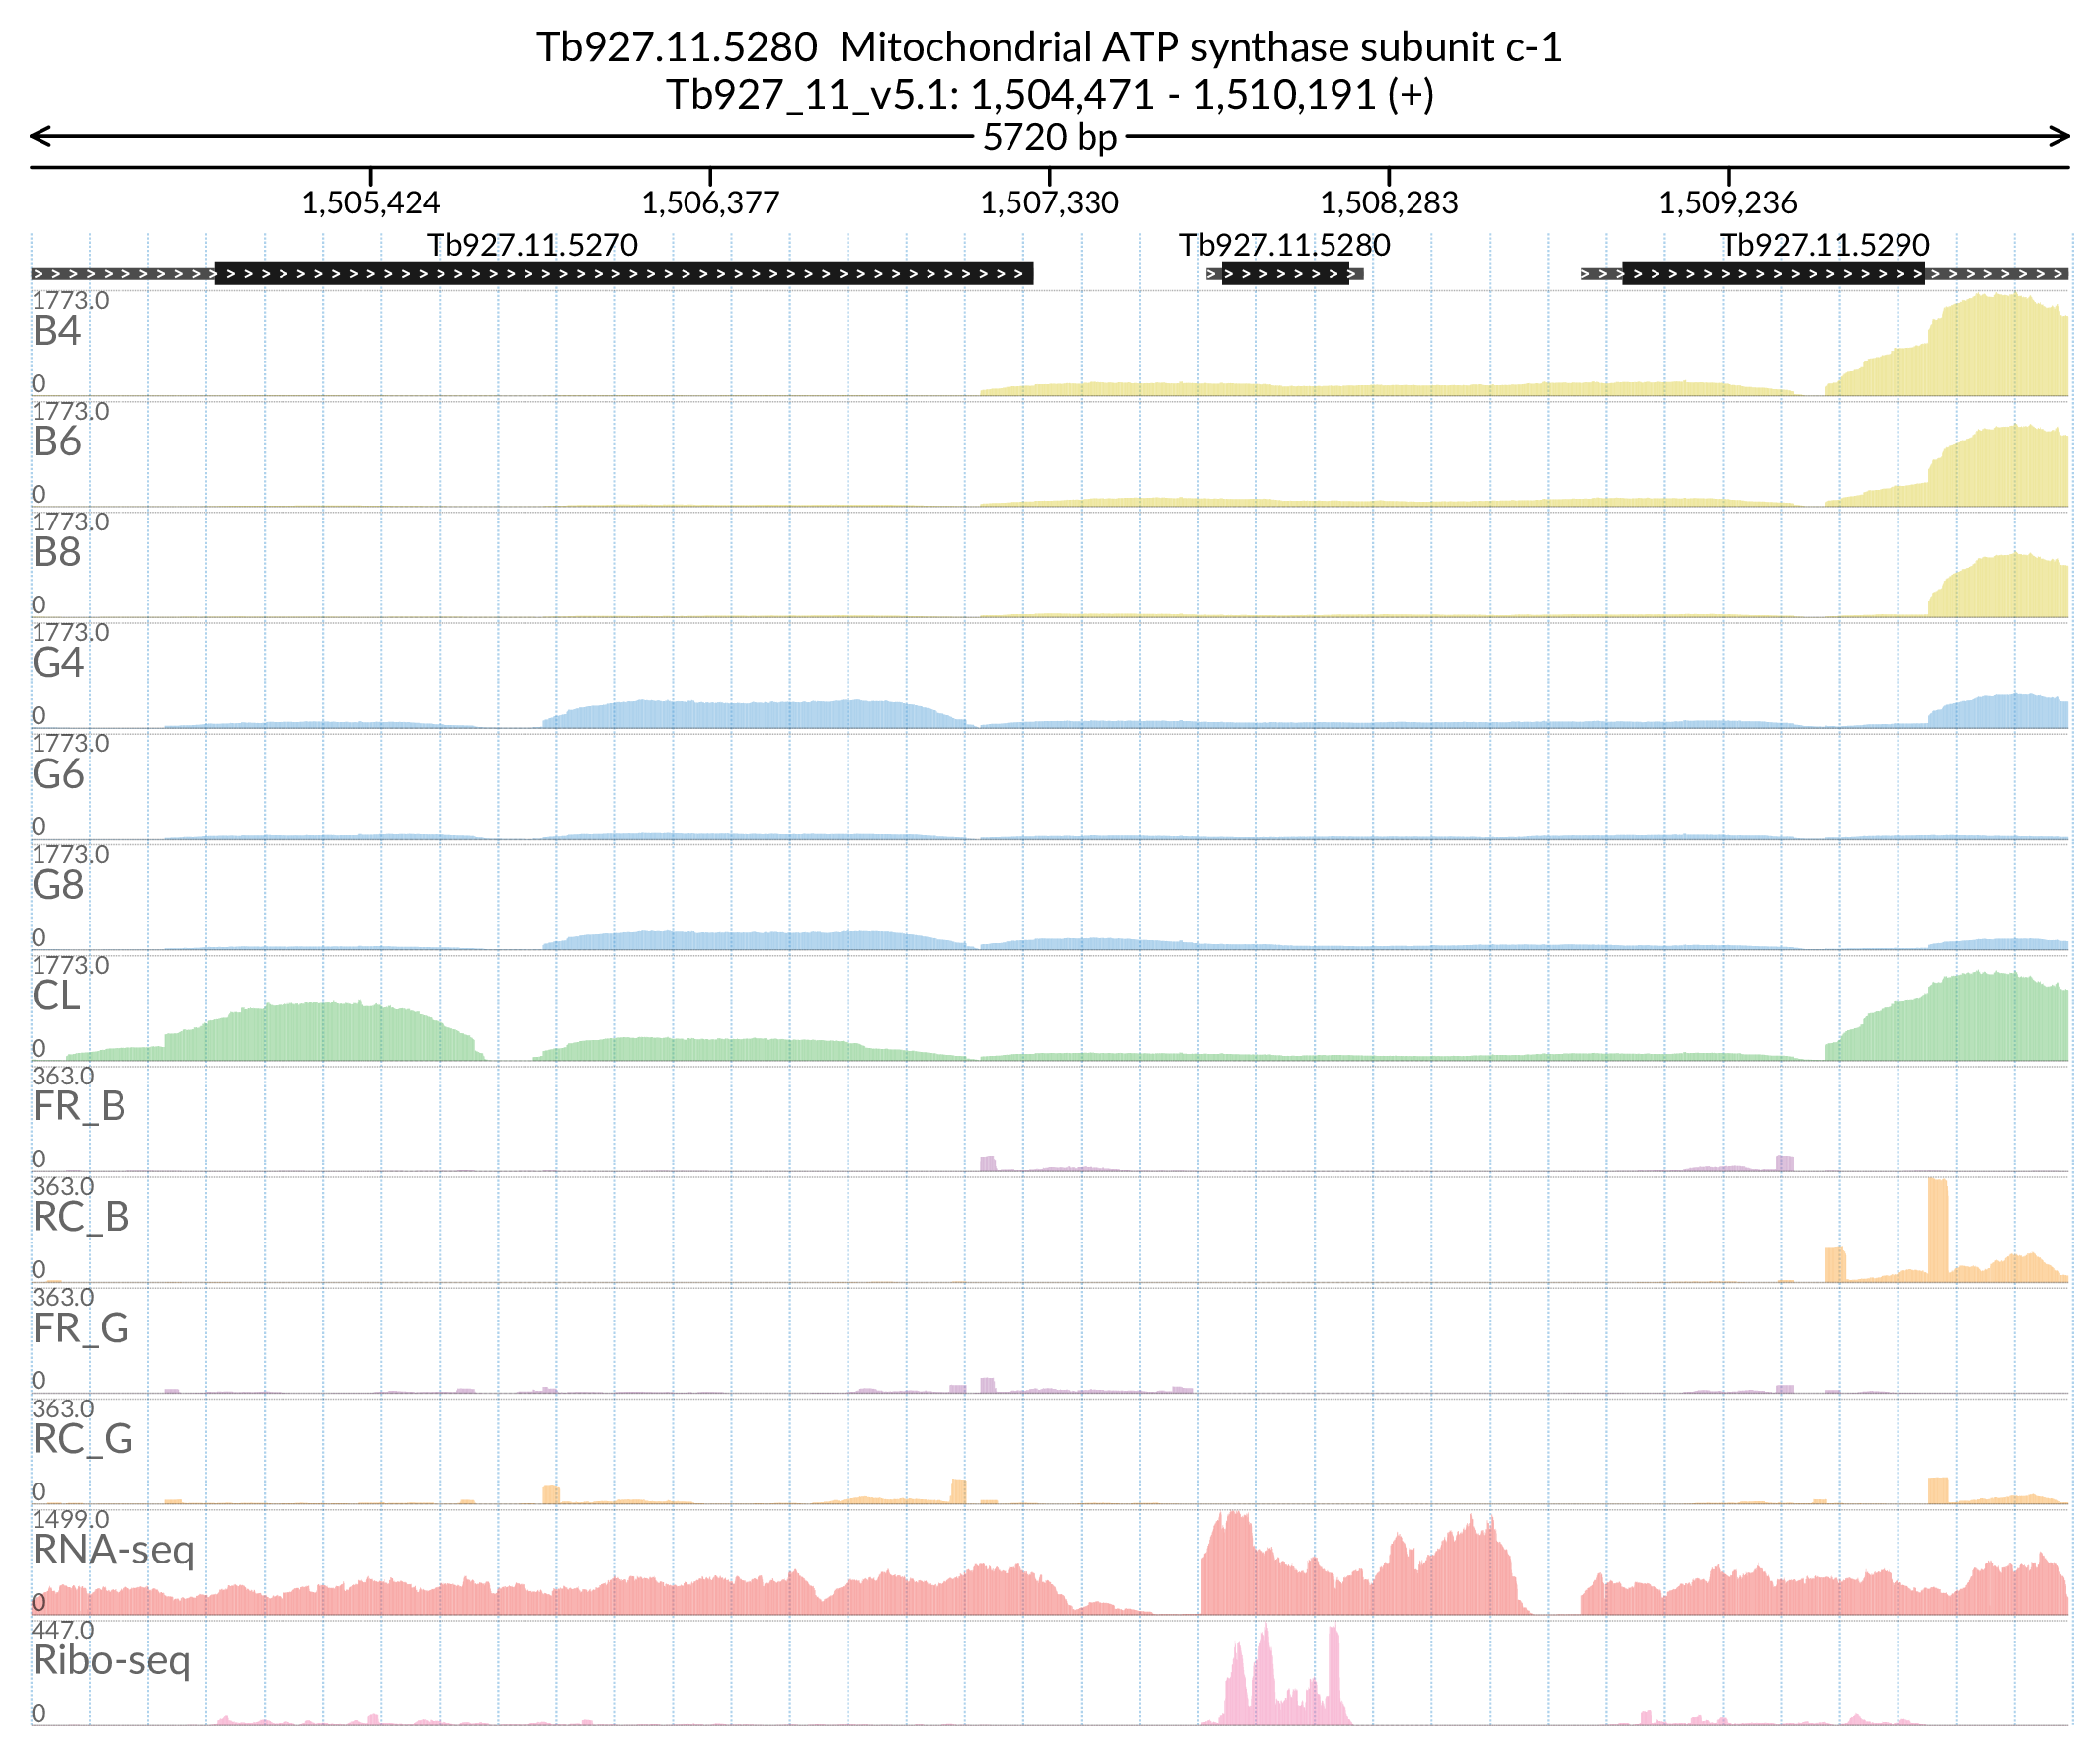 Tb927.11.5280 Mitochondrial ATP synthase subunit c-1
Tb927_11_v5.1: 1,504,471 - 1,510,191 (+)
5720 bp
1,505,424 1,506,377 1,507,330 1,508,283 1,509,236
Tb927.11.5270 Tb927.11.5280 Tb927.11.5290
1773.0
B4
0
1773.0
B6
0
1773.0
B8
0
1773.0
G4
0
1773.0
G6
0
1773.0
G8
0
1773.0
CL
0
363.0
FR_B
0
363.0
RC_B
0
363.0
FR_G
0
363.0
RC_G
0
1499.0
RNA-seq
0
447.0
Ribo-seq
0